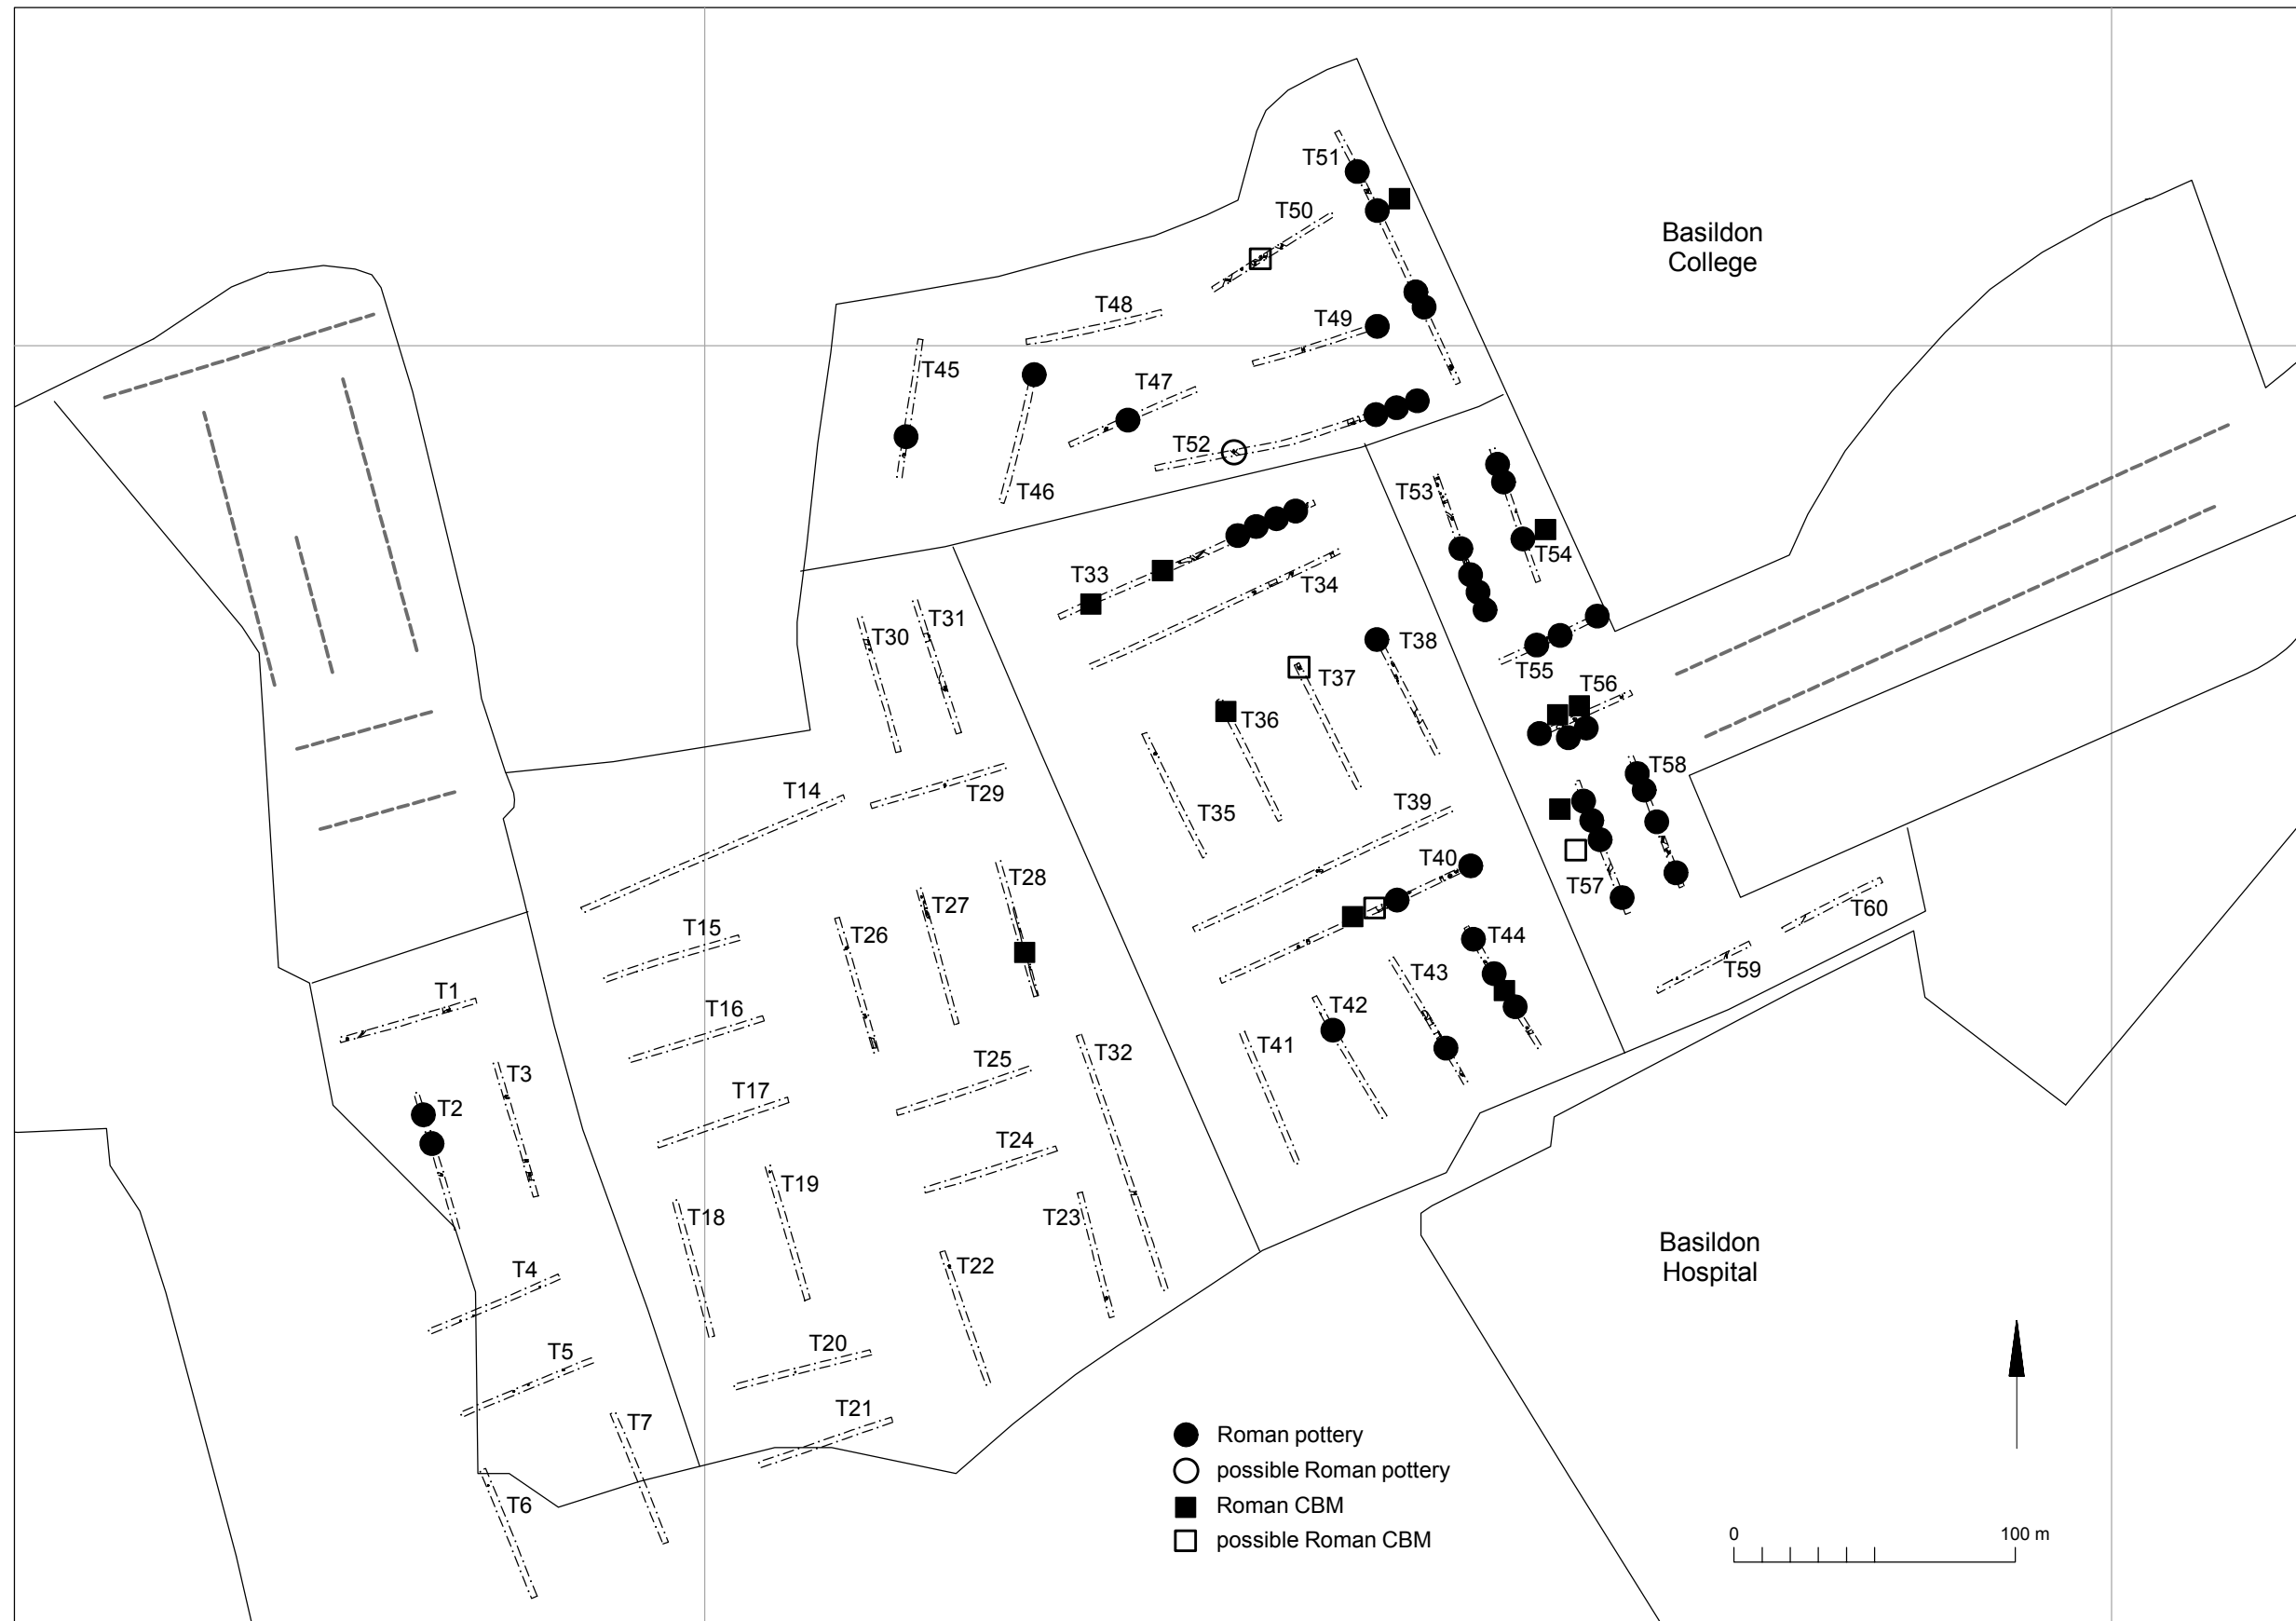 T51
T50
Basildon
College
T48
T49
T45
T47
T52
T46
T53
T54
T33
T34
T30
T31
T38
T55
T37
T56
T36
T58
T14
T29
T35
T39
T40
T57
T28
T27
T60
T15
T26
T44
T59
T43
T1
T16
T42
T32
T41
T25
T3
T17
T2
T24
T19
T18
T23
Basildon
Hospital
T22
T4
T20
T5
T21
T7
T6
Roman pottery
possible Roman pottery
Roman CBM
possible Roman CBM
0 100 m